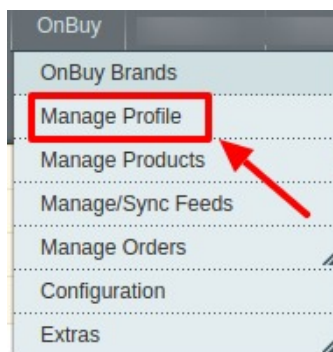 OnBuy
OnBuy Brands
Manage Profile
Manage Products
Manage/Sync Feeds
Manage Orders
Configuration
Extras